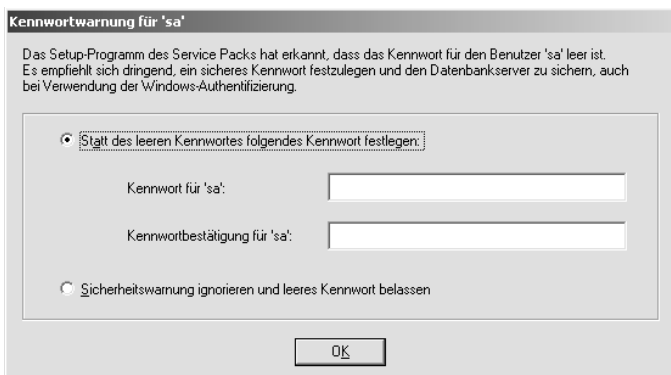 Kennwortwarnung für 'sa'
Das Setup-Programm des Service Packs hat erkannt, dass das Kennwort für den Benutzer 'sa' leer ist.
Es empfiehlt sich dringend, ein sicheres Kennwort festzulegen und den Datenbankserver zu sichern, auch
bei Verwendung der Windows-Authentifizierung.
Statt des leeren Kennwortes folgendes Kennwort festlegen:
Kennwort für 'sa':
Kennwortbestätigung für 'sa':
Sicherheitswarnung ignorieren und leeres Kennwort belassen
OK